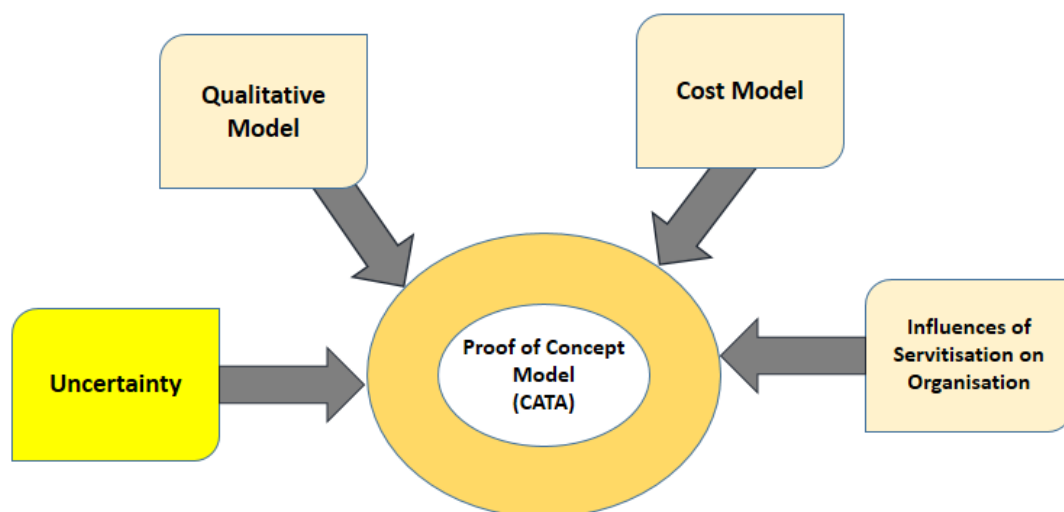 Qualitative
Model
Cost Model
Uncertainty
Proof of Concept
Model
(CATA)
Influences of
Servitisation on
Organisation